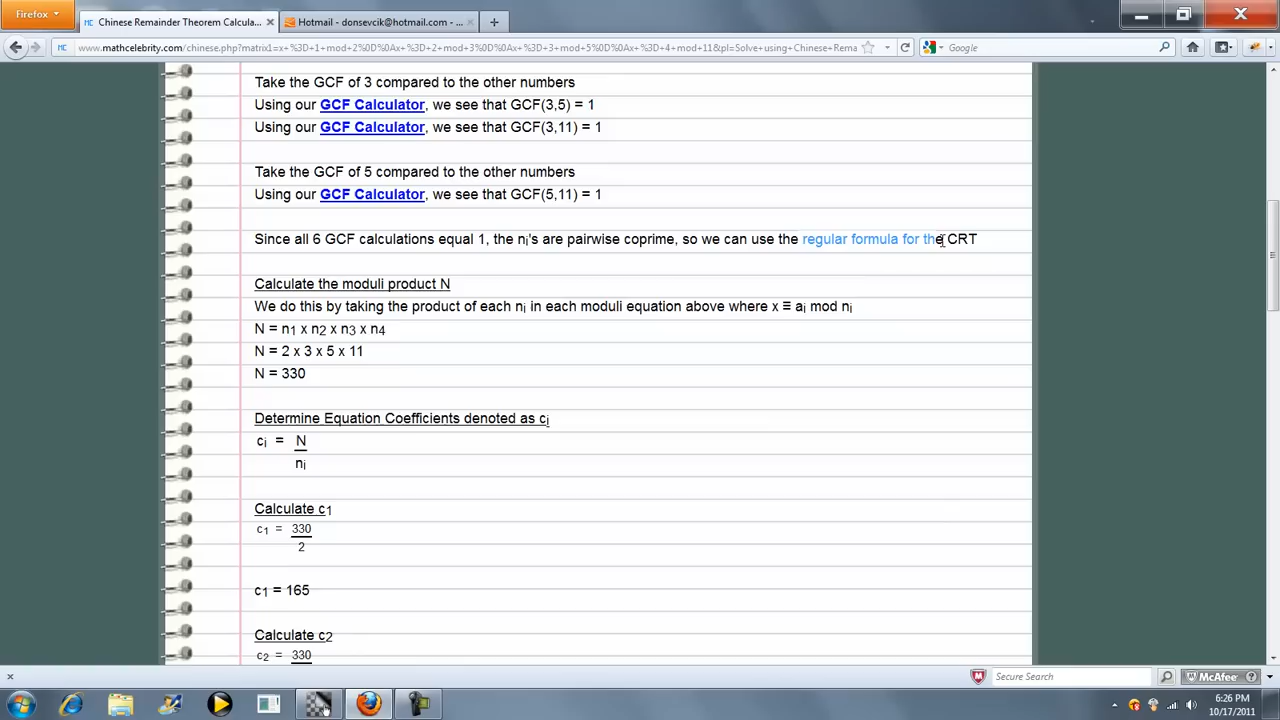 Firefox
Chinese Remainder Theorem Calcula...
Hotmail - donsevcik@hotmail.com - ...
www.mathcelebrity.com/chinese.php?matrix1=x+%3D+1+mod+2%0D%0Ax+%3D+2+mod+3%0D%0Ax+%3D+3+mod+5%0D%0Ax+%3D+4+mod+11&pl=Solve+using+Chinese+Rema
Google
Take the GCF of 3 compared to the other numbers
Using our GCF Calculator, we see that GCF(3,5) = 1
Using our GCF Calculator, we see that GCF(3,11) = 1
Take the GCF of 5 compared to the other numbers
Using our GCF Calculator, we see that GCF(5,11) = 1
Since all 6 GCF calculations equal 1, the ni's are pairwise coprime, so we can use the regular formula for the CRT
Calculate the moduli product N
We do this by taking the product of each ni in each moduli equation above where x ≡ ai mod ni
N = n1 x n2 x n3 x n4
N = 2 x 3 x 5 x 11
N = 330
Determine Equation Coefficients denoted as ci
ci = N
ni
Calculate c1
c1 = 330
2
c1 = 165
Calculate c2
c2 = 330
Secure Search
McAfee
6:26 PM
10/17/2011